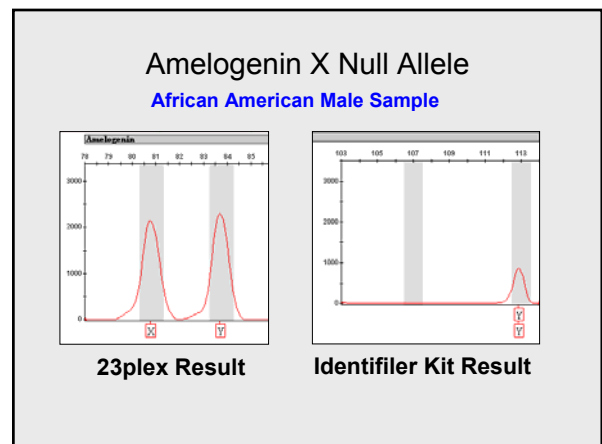 Amelogenin X Null Allele
African American Male Sample
Amelogenin
78 79 80 81 82 83 84 85
3000
2000
1000
0
X Y
23plex Result
103 105 107 109 111 113
3000
2000
1000
0
Y
Y
Identifiler Kit Result